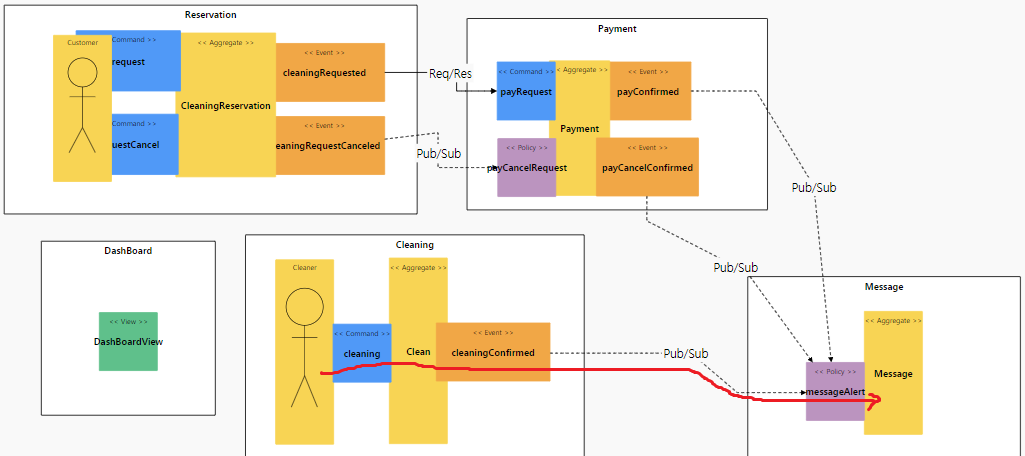 Reservation
Customer
Command >>
request
<< Aggregate >>
CleaningReservation
<< Event >>
cleaningRequested
Command >>
uestCancel
<< Event >>
eaningRequestCanceled
Req/Res
Pub/Sub
Payment
<< Command >>
payRequest
< Aggregate >>
Payment
<< Event >>
payConfirmed
<< Policy >>
payCancelRequest
<< Event >>
payCancelConfirmed
Pub/Sub
Pub/Sub
DashBoard
<< View >>
DashBoardView
Cleaning
Cleaner
<< Command >>
cleaning
<< Aggregate >>
Clean
<< Event >>
cleaningConfirmed
Pub/Sub
Message
<< Aggregate >>
Message
<< Policy >>
messageAlert